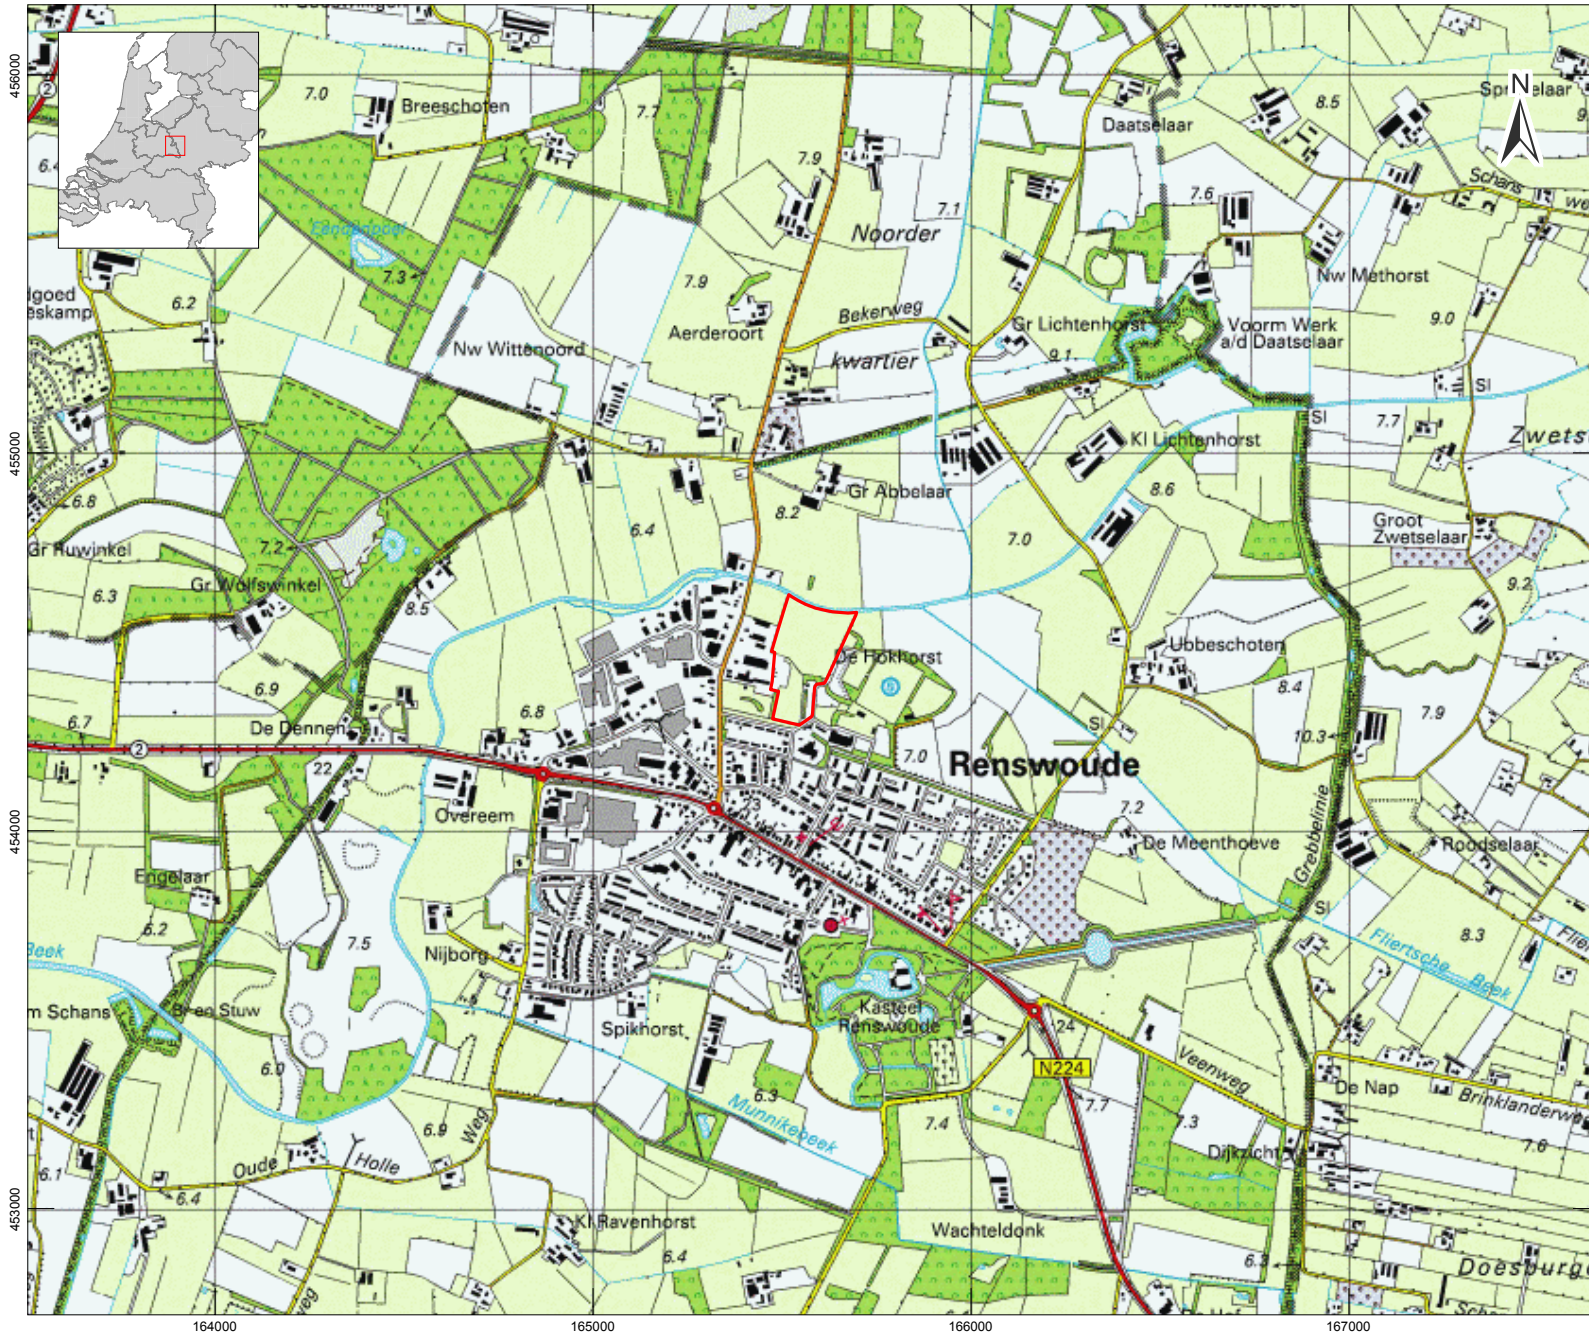 456000
455000
454000
453000
164000
165000
166000
167000
N
2
7.0
Breeschoten
7.7
7.9
7.1
Noorder
Daatselaar
8.5
7.6
Schans
Nw Methorst
9.0
Eendenpoel
7.3
6.2
7.9
Aerderoort
Bekerweg
kwartier
Gr Lichtenhorst
9.1
Voorm Werk
a/d Daatselaar
Nw Wittenoord
Sl
Sl
7.7
Kl Lichtenhorst
Gr Abbelaar
8.6
8.2
6.4
7.0
Groot
Zwetselaar
9.2
6.8
Gr Ruwinkel
7.2
Gr Wolfswinkel
8.5
6.3
De Hokhorst
Ubbeschoten
8.4
7.9
6.9
6.7
De Dennen
6.8
Sl
10.3
2
22
7.0
Renswoude
Overeem
73
7.2
De Meenthoeve
Grebbelinie
Roodselaar
Engelaar
6.2
7.5
Nijborg
Sl
8.3
Fliertsche Beek
Beek
m Schans
Br en Stuw
Spikhorst
Kasteel
Renswoude
24
N224
Veenweg
De Nap
Brinklanderweg
6.0
6.3
Munnikebeek
6.9
7.4
7.7
7.3
7.6
Dijkzicht
Oude Holle Weg
6.1
6.4
Kl Ravenhorst
6.4
Wachteldonk
6.3